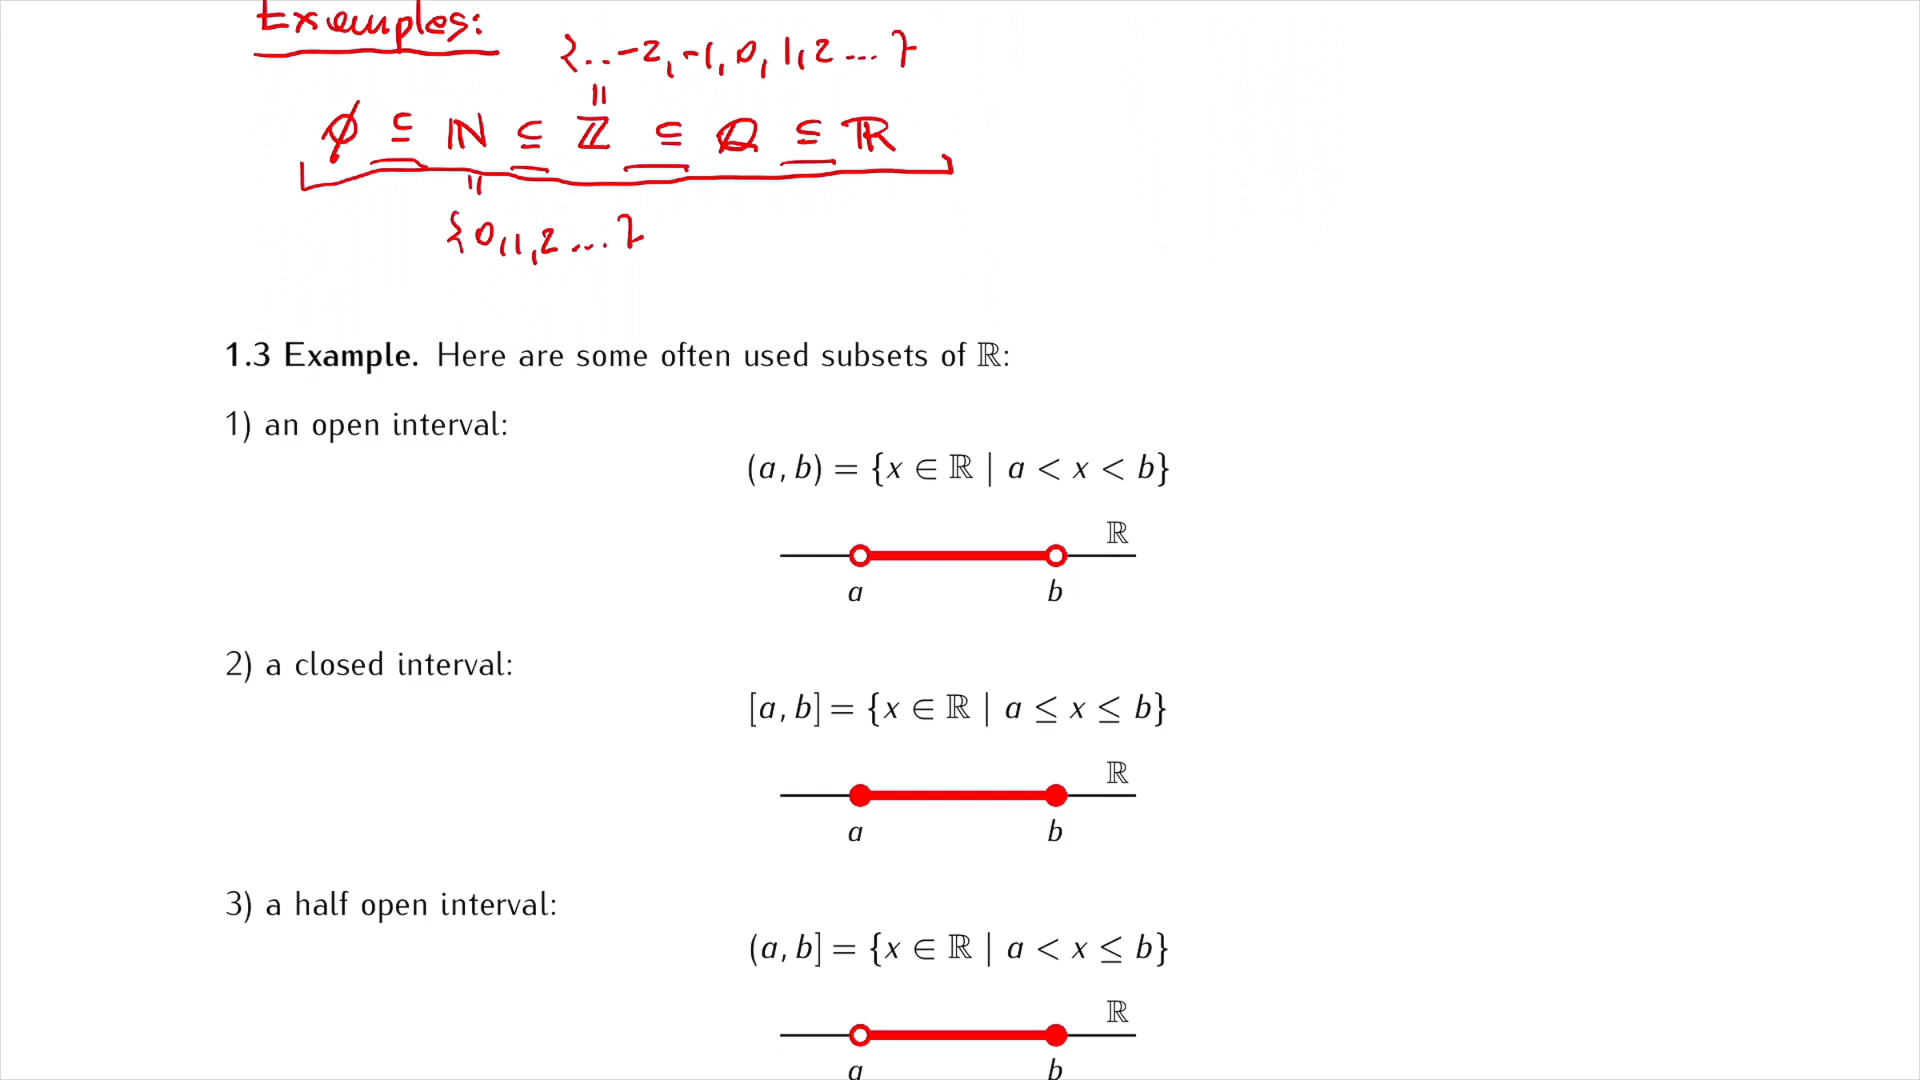 Examples:
{..-2,-1,0,1,2...}
=
∅ ⊆ ℕ ⊆ ℤ ⊆ ℚ ⊆ ℝ
=
{0,1,2...}
1.3 Example. Here are some often used subsets of ℝ:
1) an open interval:
(a, b) = {x ∈ ℝ | a < x < b}
ℝ
a b
2) a closed interval:
[a, b] = {x ∈ ℝ | a ≤ x ≤ b}
ℝ
a b
3) a half open interval:
(a, b] = {x ∈ ℝ | a < x ≤ b}
ℝ
a b